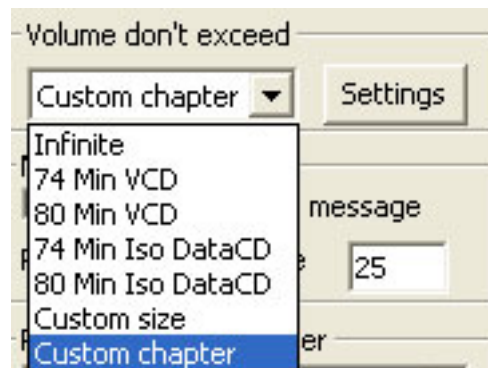 Volume don't exceed
Custom chapter Settings
Infinite
74 Min VCD
80 Min VCD
message
74 Min Iso DataCD
25
80 Min Iso DataCD
Custom size
Custom chapter